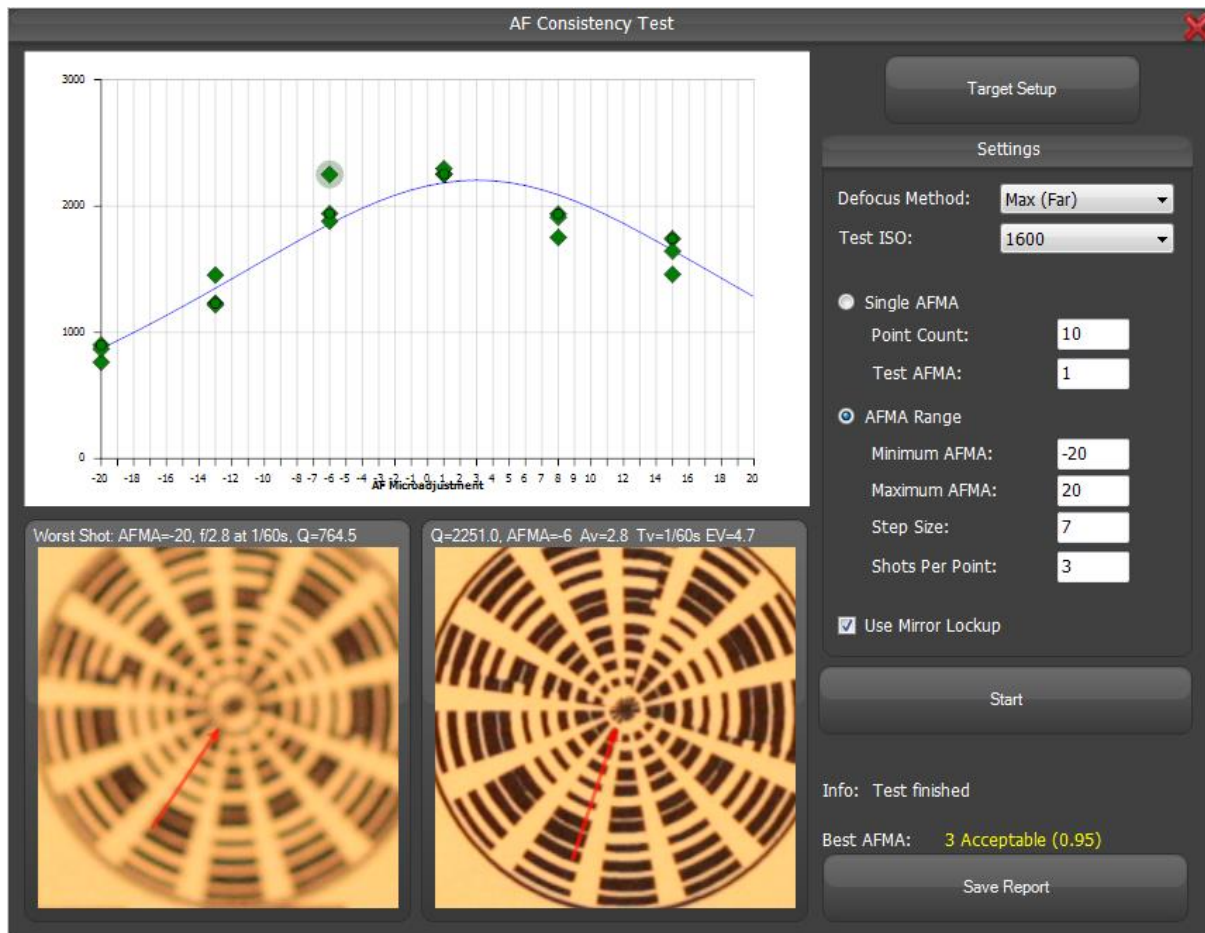 AF Consistency Test
3000
2000
1000
0
-20 -18 -16 -14 -12 -10 -8 -7 -6 -5 -4 -3 -2 -1 0 1 2 3 4 5 6 7 8 9 10 12 14 16 18 20
AF Microadjustment
Worst Shot: AFMA=-20, f/2.8 at 1/60s, Q=764.5
Q=2251.0, AFMA=-6 Av=2.8 Tv=1/60s EV=4.7
Target Setup
Settings
Defocus Method: Max (Far)
Test ISO: 1600
Single AFMA
Point Count: 10
Test AFMA: 1
AFMA Range
Minimum AFMA: -20
Maximum AFMA: 20
Step Size: 7
Shots Per Point: 3
Use Mirror Lockup
Start
Info: Test finished
Best AFMA: 3 Acceptable (0.95)
Save Report